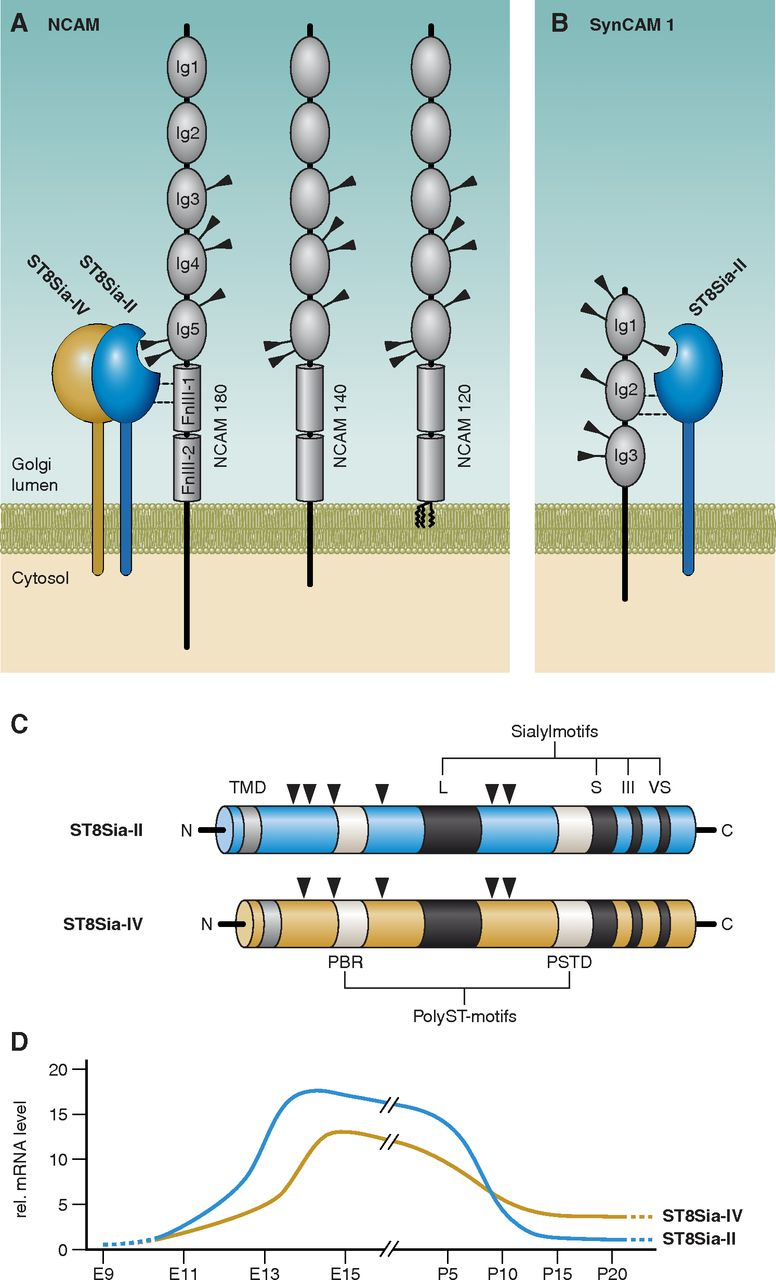 A NCAM
B SynCAM 1
Ig1
Ig2
Ig3
Ig4
Ig5
FnIII-1
FnIII-2
NCAM 180
NCAM 140
NCAM 120
ST8Sia-IV
ST8Sia-II
Golgi
lumen
Cytosol
Ig1
Ig2
Ig3
ST8Sia-II
C
Sialylmotifs
TMD
L
S
III
VS
ST8Sia-II
N
C
ST8Sia-IV
N
C
PBR
PSTD
PolyST-motifs
D
rel. mRNA level
20
15
10
5
0
E9
E11
E13
E15
P5
P10
P15
P20
ST8Sia-IV
ST8Sia-II